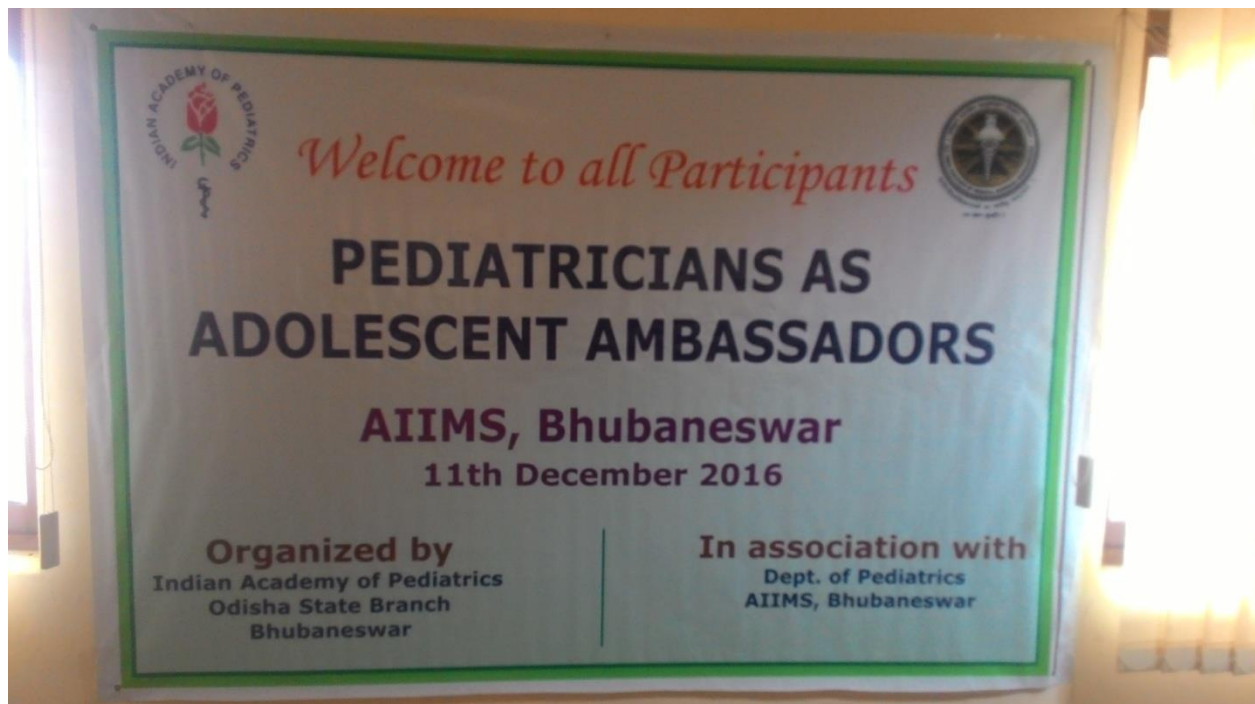 INDIAN ACADEMY OF PEDIATRICS
Welcome to all Participants
PEDIATRICIANS AS
ADOLESCENT AMBASSADORS
AIIMS, Bhubaneswar
11th December 2016
Organized by
Indian Academy of Pediatrics
Odisha State Branch
Bhubaneswar
In association with
Dept. of Pediatrics
AIIMS, Bhubaneswar